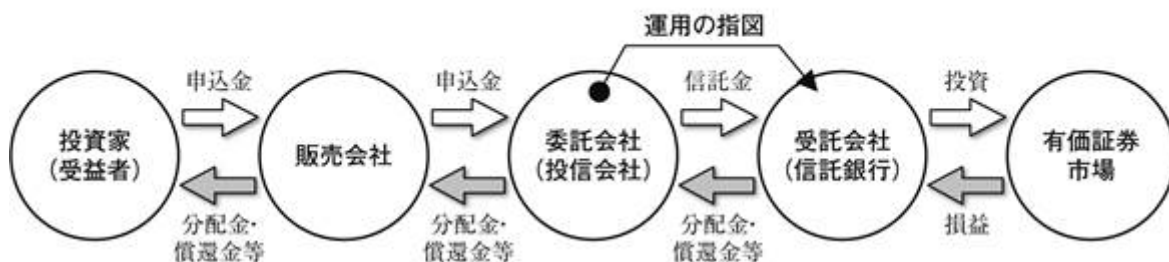 運用の指図
申込金
申込金
信託金
投資
投資家
(受益者)
販売会社
委託会社
(投信会社)
受託会社
(信託銀行)
有価証券
市場
分配金・
償還金等
分配金・
償還金等
分配金・
償還金等
損益